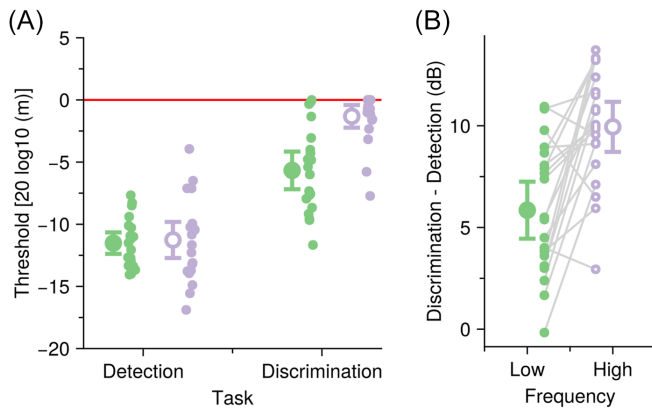 (A)
Threshold [20 log10 (m)]
5
0
−5
−10
−15
−20
Detection
Discrimination
Task
(B)
Discrimination - Detection (dB)
10
5
0
Low
High
Frequency